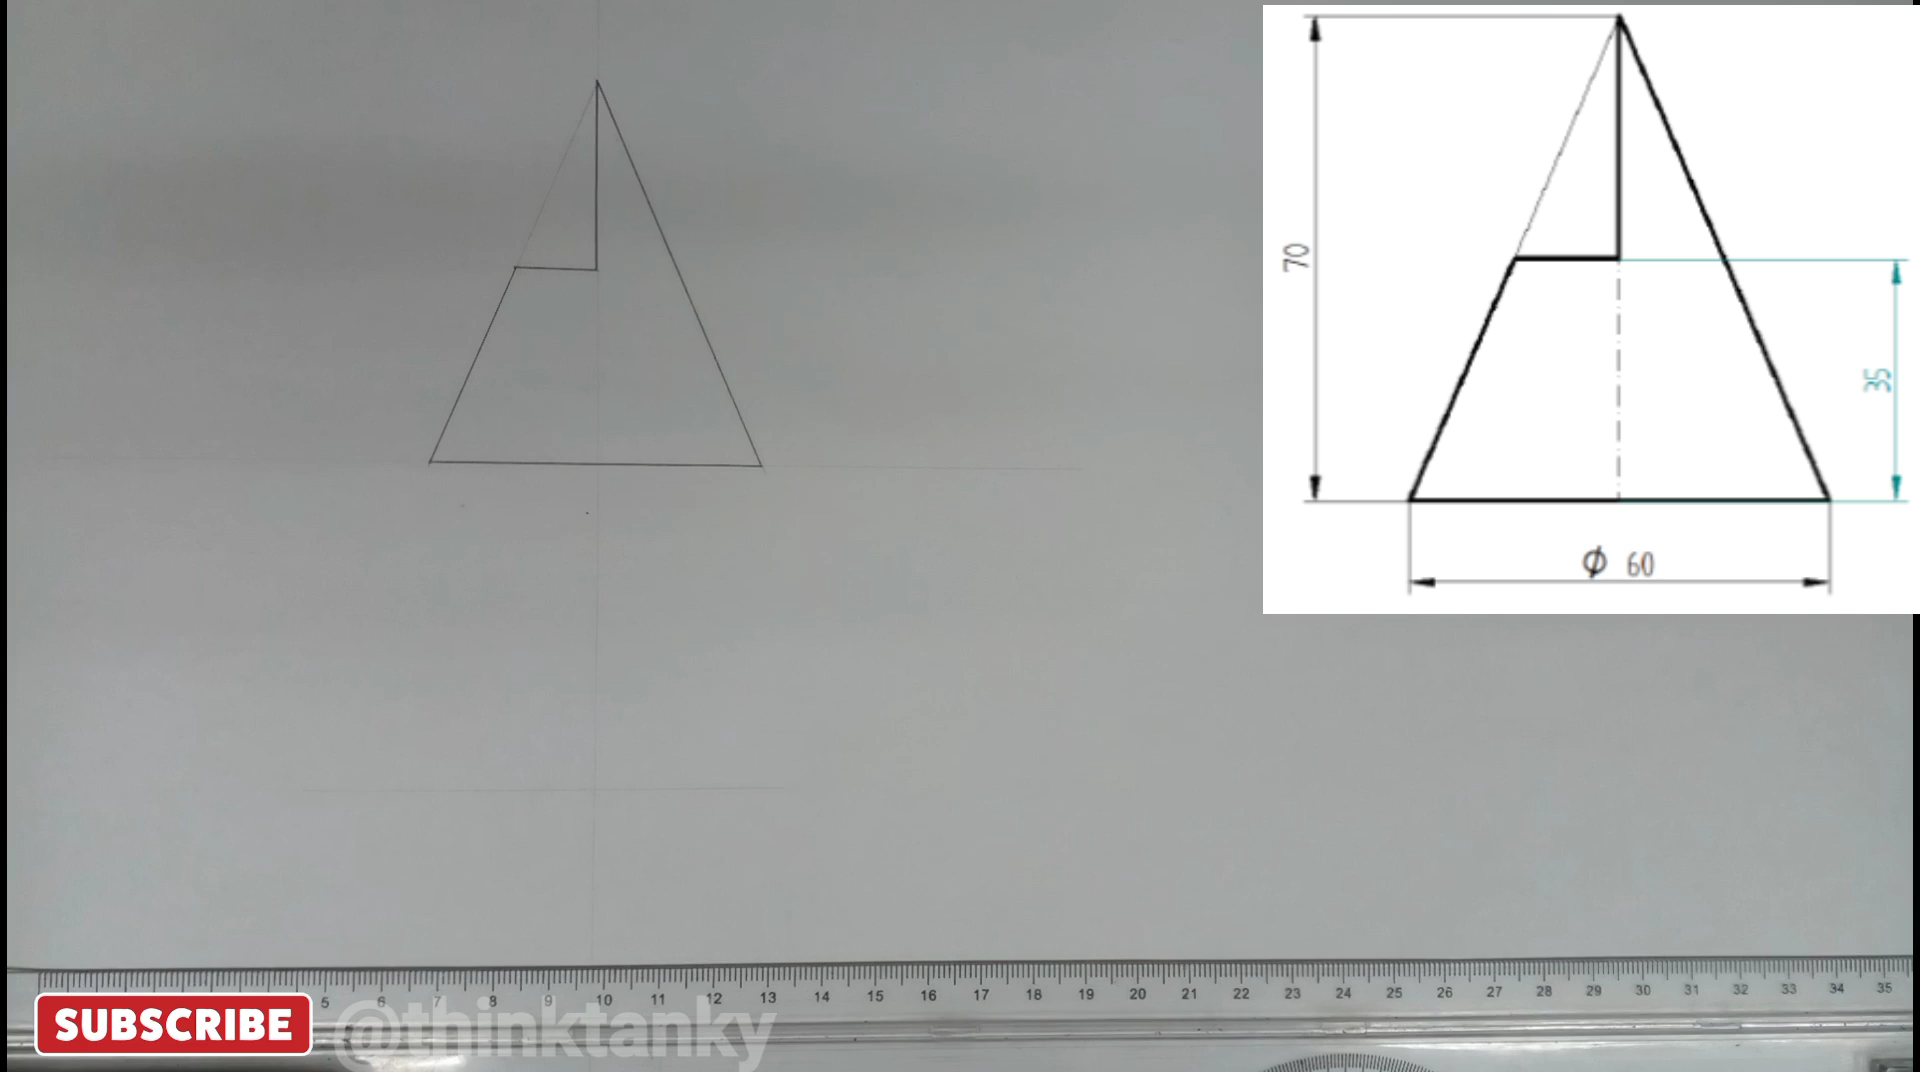 70
35
ϕ 60
5 6 7 8 9 10 11 12 13 14 15 16 17 18 19 20 21 22 23 24 25 26 27 28 29 30 31 32 33 34 35
SUBSCRIBE
@thinktanky